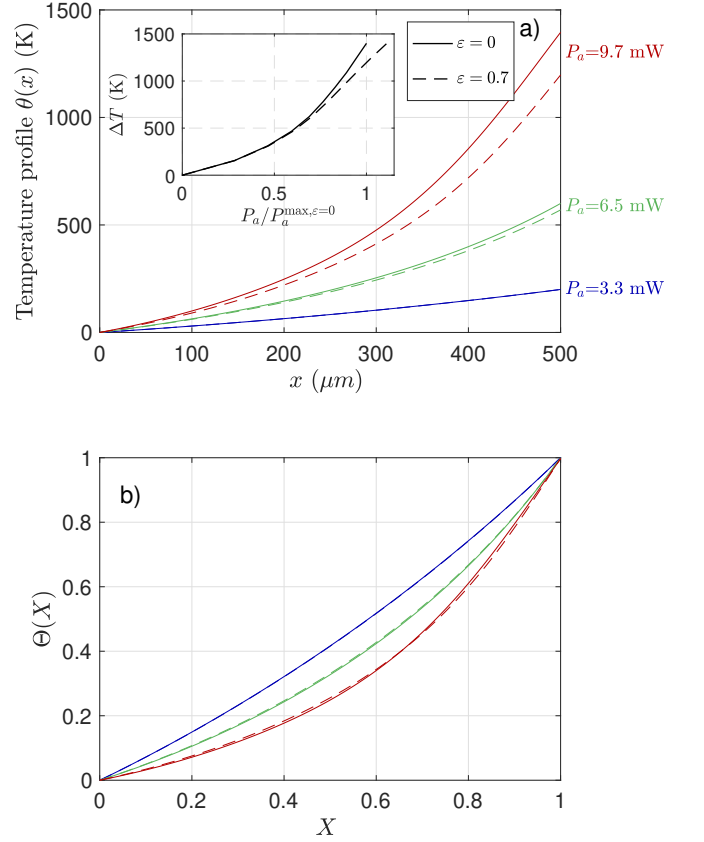 a)
Temperature profile θ(x) (K)
1500
1000
500
0
0 100 200 300 400 500
x (μm)
ΔT (K)
1500
1000
500
0
0 0.5 1
P_a/P_a^{max,ε=0}
ε = 0
ε = 0.7
P_a=9.7 mW
P_a=6.5 mW
P_a=3.3 mW
b)
Θ(X)
1
0.8
0.6
0.4
0.2
0
0 0.2 0.4 0.6 0.8 1
X